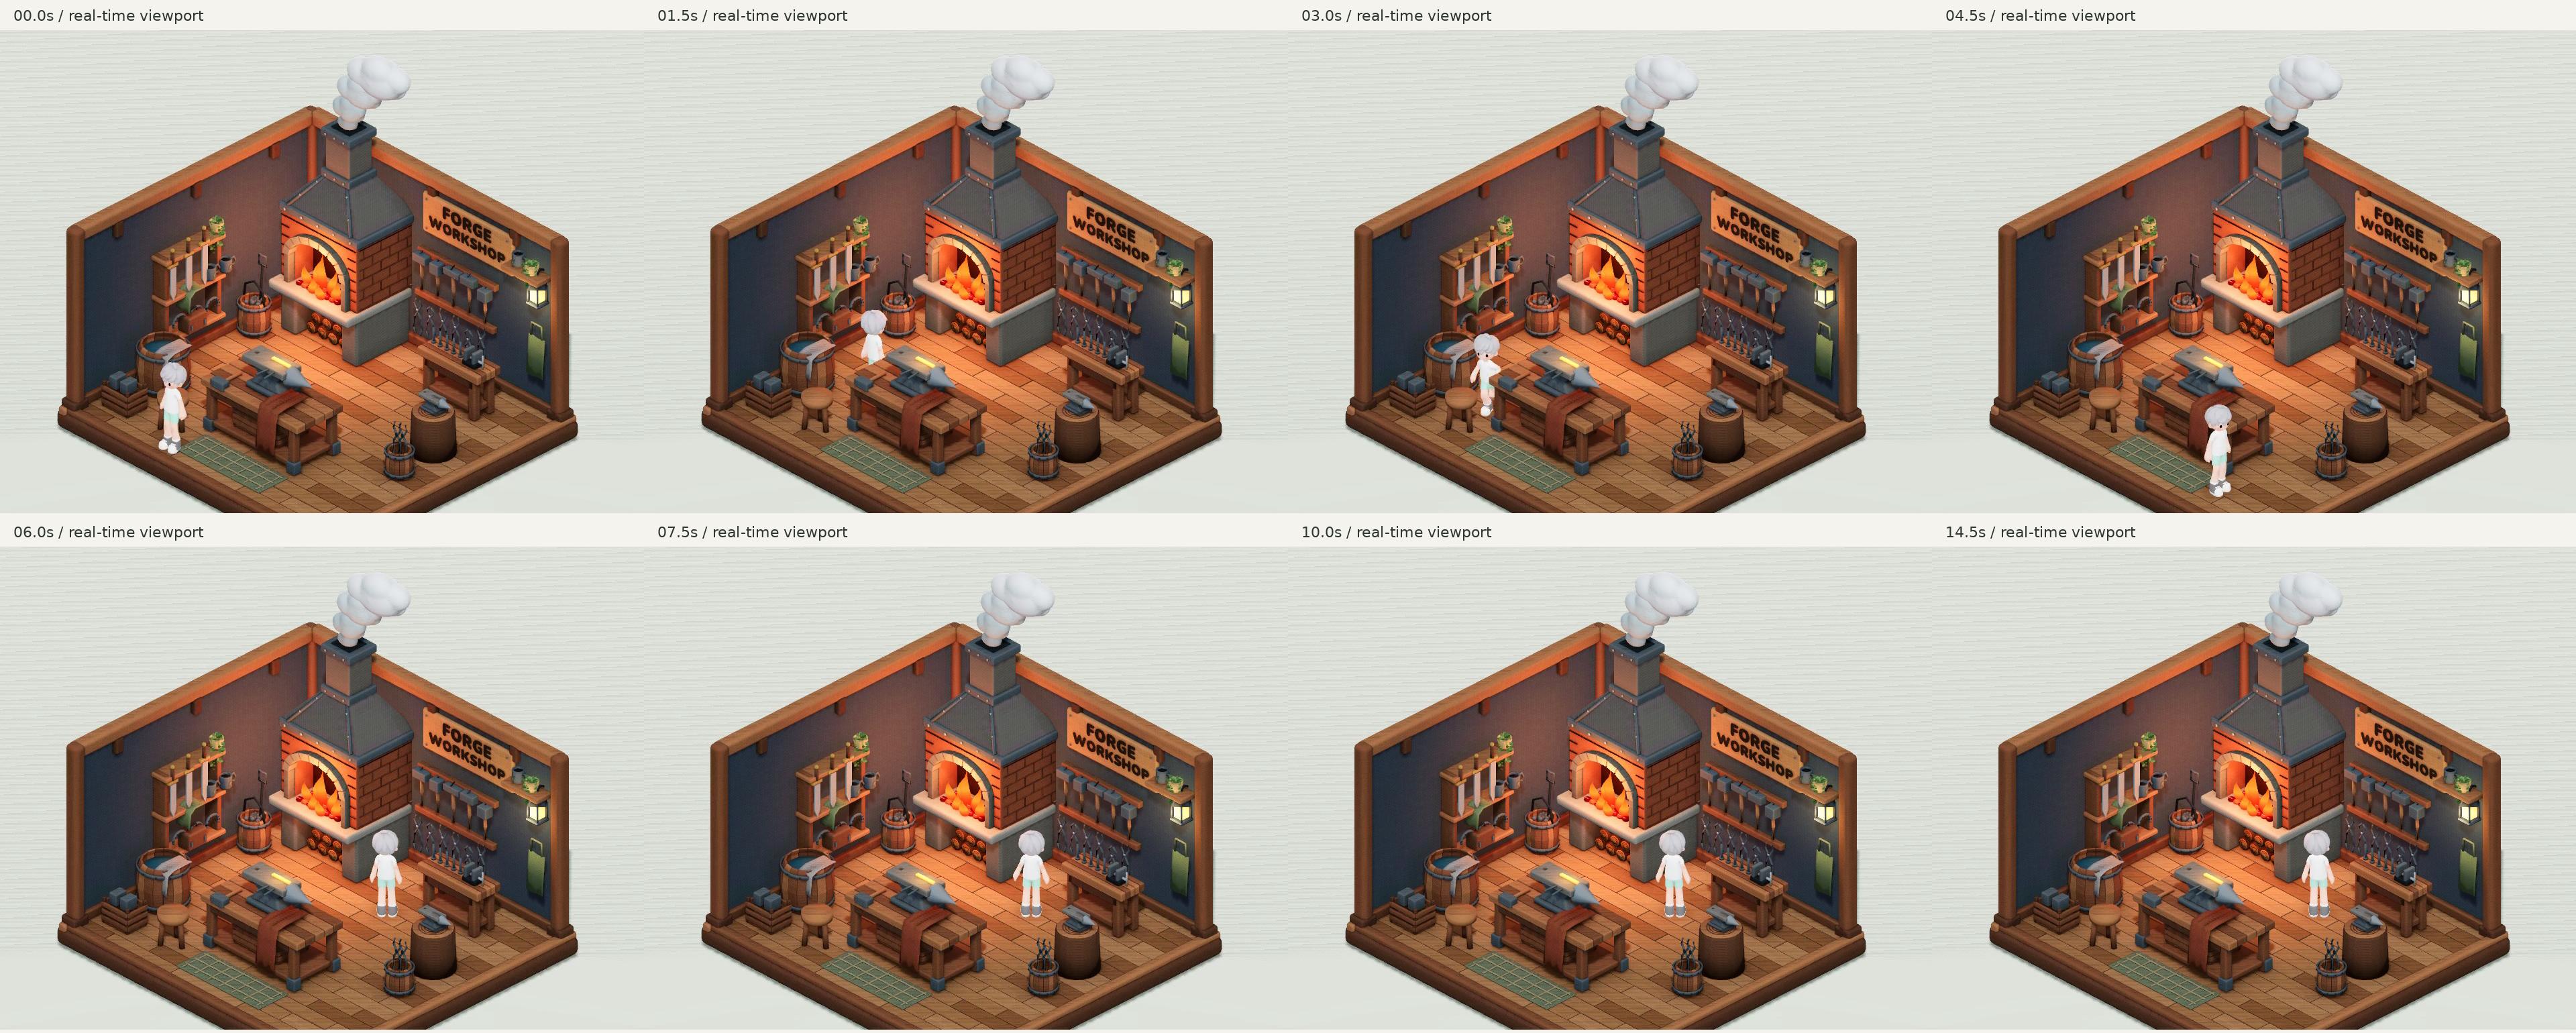 00.0s / real-time viewport
01.5s / real-time viewport
03.0s / real-time viewport
04.5s / real-time viewport
FORGE
WORKSHOP
FORGE
WORKSHOP
FORGE
WORKSHOP
FORGE
WORKSHOP
06.0s / real-time viewport
07.5s / real-time viewport
10.0s / real-time viewport
14.5s / real-time viewport
FORGE
WORKSHOP
FORGE
WORKSHOP
FORGE
WORKSHOP
FORGE
WORKSHOP